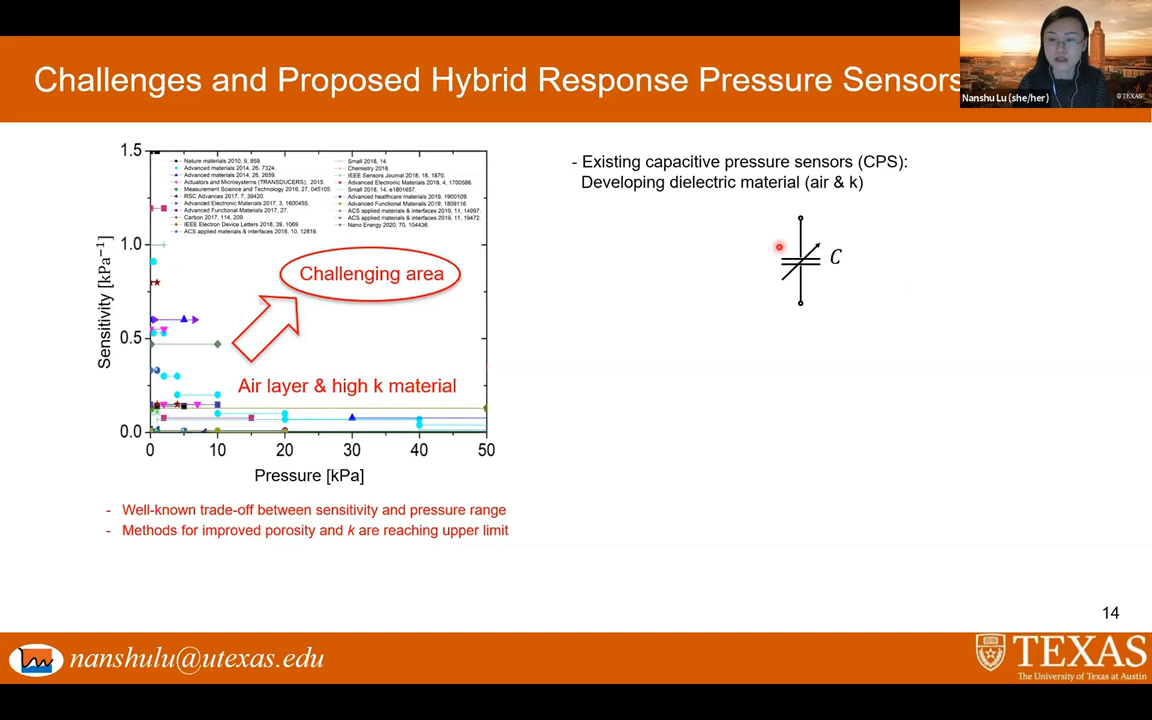 Challenges and Proposed Hybrid Response Pressure Sensors
Nanshu Lu (she/her)
TEXAS
1.5
1.0
0.5
0.0
Sensitivity [kPa⁻¹]
Nature materials 2010, 9, 859.
Advanced materials 2014, 26, 7324.
Advanced materials 2014, 26, 2659.
Actuators and Microsystems (TRANSDUCERS), 2015.
Measurement Science and Technology 2016, 27, 045105.
RSC Advances 2017, 7, 39420.
Advanced Electronic Materials 2017, 3, 1600455.
Advanced Functional Materials 2017, 27.
Carbon 2017, 114, 209.
IEEE Electron Device Letters 2018, 39, 1069.
ACS applied materials & interfaces 2018, 10, 12816.
Small 2018, 14.
Chemistry 2018.
IEEE Sensors Journal 2018, 18, 1870.
Advanced Electronic Materials 2018, 4, 1700586.
Small 2018, 14, e1801657.
Advanced healthcare materials 2019, 1900109.
Advanced Functional Materials 2019, 1809118.
ACS applied materials & interfaces 2019, 11, 14997.
ACS applied materials & interfaces 2019, 11, 19472.
Nano Energy 2020, 70, 104436.
Challenging area
Air layer & high k material
0 10 20 30 40 50
Pressure [kPa]
- Well-known trade-off between sensitivity and pressure range
- Methods for improved porosity and k are reaching upper limit
- Existing capacitive pressure sensors (CPS):
Developing dielectric material (air & k)
C
14
nanshulu@utexas.edu
TEXAS
The University of Texas at Austin